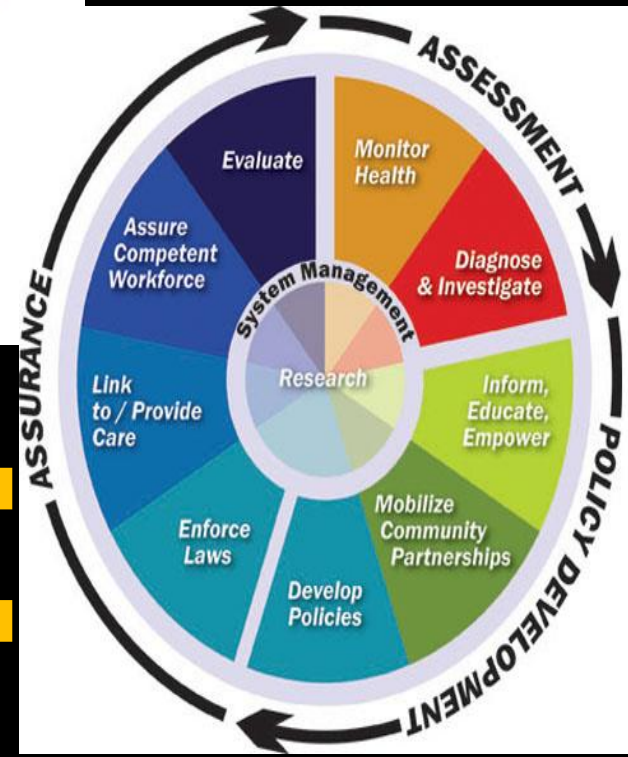 ASSESSMENT
Monitor
Health
Diagnose
& Investigate
POLICY DEVELOPMENT
Inform,
Educate,
Empower
Mobilize
Community
Partnerships
Develop
Policies
ASSURANCE
Enforce
Laws
Link
to / Provide
Care
Assure
Competent
Workforce
Evaluate
System Management
Research